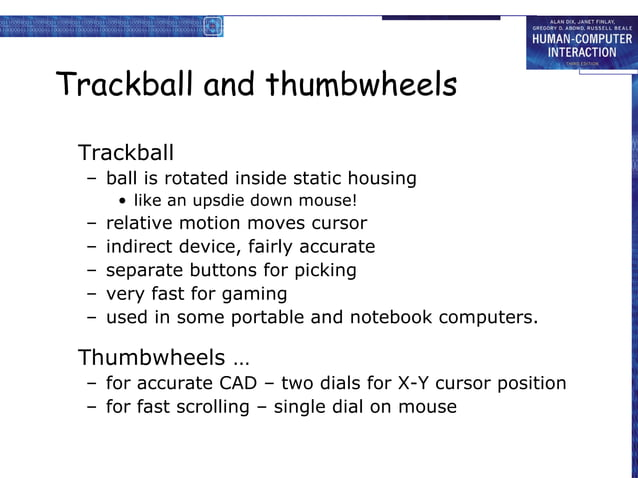 ALAN DIX, JANET FINLAY,
GREGORY D. ABOWD, RUSSELL BEALE
HUMAN-COMPUTER
INTERACTION
THIRD EDITION
Trackball and thumbwheels
Trackball
– ball is rotated inside static housing
• like an upsdie down mouse!
– relative motion moves cursor
– indirect device, fairly accurate
– separate buttons for picking
– very fast for gaming
– used in some portable and notebook computers.
Thumbwheels …
– for accurate CAD – two dials for X-Y cursor position
– for fast scrolling – single dial on mouse